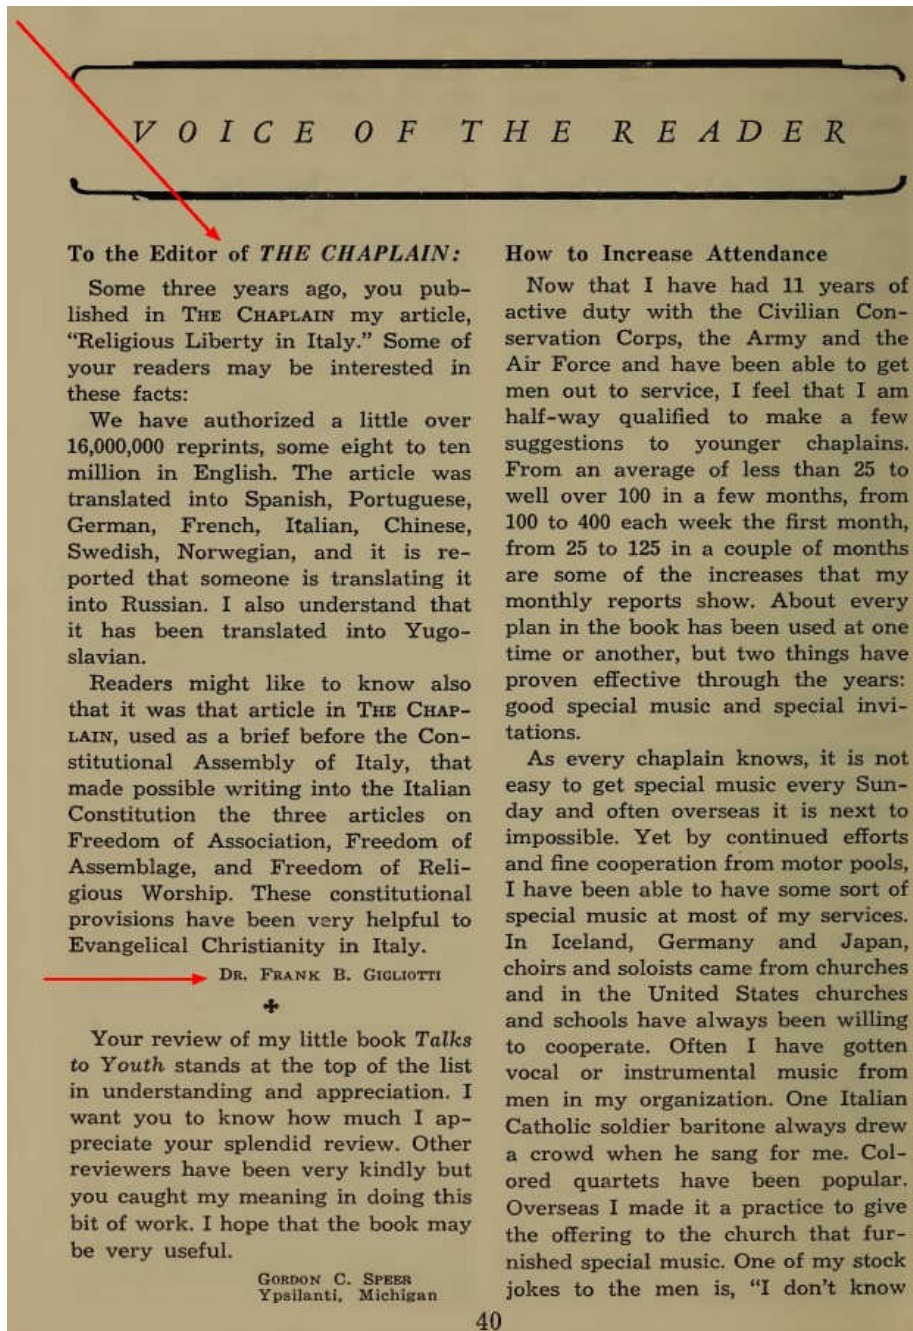 VOICE OF THE READER
To the Editor of THE CHAPLAIN:
Some three years ago, you pub-
lished in THE CHAPLAIN my article,
“Religious Liberty in Italy.” Some of
your readers may be interested in
these facts:
We have authorized a little over
16,000,000 reprints, some eight to ten
million in English. The article was
translated into Spanish, Portuguese,
German, French, Italian, Chinese,
Swedish, Norwegian, and it is re-
ported that someone is translating it
into Russian. I also understand that
it has been translated into Yugo-
slavian.
Readers might like to know also
that it was that article in THE CHAP-
LAIN, used as a brief before the Con-
stitutional Assembly of Italy, that
made possible writing into the Italian
Constitution the three articles on
Freedom of Association, Freedom of
Assemblage, and Freedom of Reli-
gious Worship. These constitutional
provisions have been very helpful to
Evangelical Christianity in Italy.
DR. FRANK B. GIGLIOTTI
Your review of my little book Talks
to Youth stands at the top of the list
in understanding and appreciation. I
want you to know how much I ap-
preciate your splendid review. Other
reviewers have been very kindly but
you caught my meaning in doing this
bit of work. I hope that the book may
be very useful.
GORDON C. SPEER
Ypsilanti, Michigan
How to Increase Attendance
Now that I have had 11 years of
active duty with the Civilian Con-
servation Corps, the Army and the
Air Force and have been able to get
men out to service, I feel that I am
half-way qualified to make a few
suggestions to younger chaplains.
From an average of less than 25 to
well over 100 in a few months, from
100 to 400 each week the first month,
from 25 to 125 in a couple of months
are some of the increases that my
monthly reports show. About every
plan in the book has been used at one
time or another, but two things have
proven effective through the years:
good special music and special invi-
tations.
As every chaplain knows, it is not
easy to get special music every Sun-
day and often overseas it is next to
impossible. Yet by continued efforts
and fine cooperation from motor pools,
I have been able to have some sort of
special music at most of my services.
In Iceland, Germany and Japan,
choirs and soloists came from churches
and in the United States churches
and schools have always been willing
to cooperate. Often I have gotten
vocal or instrumental music from
men in my organization. One Italian
Catholic soldier baritone always drew
a crowd when he sang for me. Col-
ored quartets have been popular.
Overseas I made it a practice to give
the offering to the church that fur-
nished special music. One of my stock
jokes to the men is, “I don't know
40